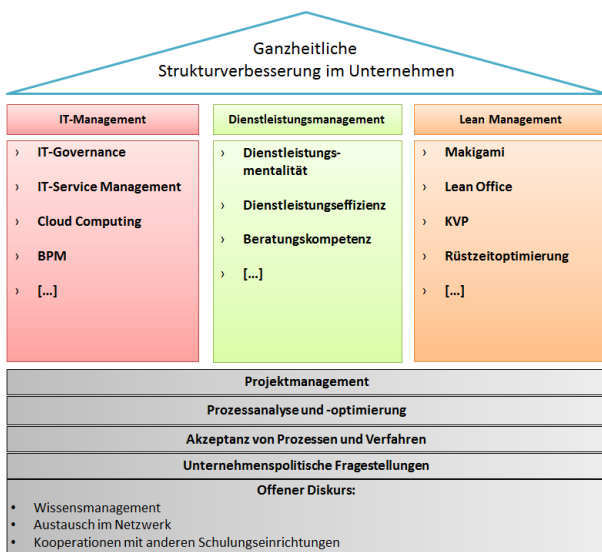 Ganzheitliche
Strukturverbesserung im Unternehmen
IT-Management
› IT-Governance
› IT-Service Management
› Cloud Computing
› BPM
› [...]
Dienstleistungsmanagement
› Dienstleistungs-
mentalität
› Dienstleistungseffizienz
› Beratungskompetenz
› [...]
Lean Management
› Makigami
› Lean Office
› KVP
› Rüstzeitoptimierung
› [...]
Projektmanagement
Prozessanalyse und -optimierung
Akzeptanz von Prozessen und Verfahren
Unternehmenspolitische Fragestellungen
Offener Diskurs:
• Wissensmanagement
• Austausch im Netzwerk
• Kooperationen mit anderen Schulungseinrichtungen